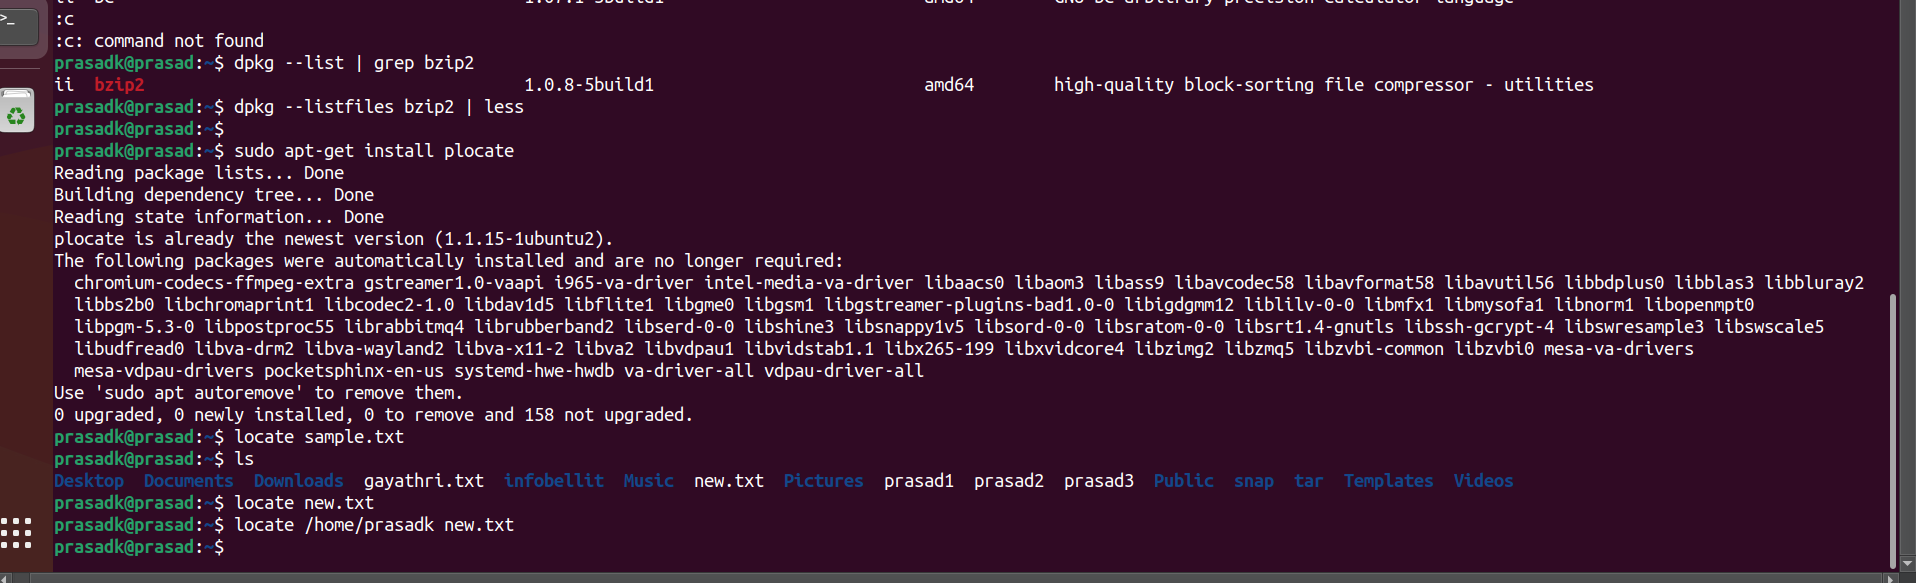 :c
:c: command not found
prasadk@prasad:~$ dpkg --list | grep bzip2
ii  bzip2                                      1.0.8-5build1                           amd64        high-quality block-sorting file compressor - utilities
prasadk@prasad:~$ dpkg --listfiles bzip2 | less
prasadk@prasad:~$
prasadk@prasad:~$ sudo apt-get install plocate
Reading package lists... Done
Building dependency tree... Done
Reading state information... Done
plocate is already the newest version (1.1.15-1ubuntu2).
The following packages were automatically installed and are no longer required:
  chromium-codecs-ffmpeg-extra gstreamer1.0-vaapi i965-va-driver intel-media-va-driver libaacs0 libaom3 libass9 libavcodec58 libavformat58 libavutil56 libbdplus0 libblas3 libbluray2
  libbs2b0 libchromaprint1 libcodec2-1.0 libdav1d5 libflite1 libgme0 libgsm1 libgstreamer-plugins-bad1.0-0 libigdgmm12 liblilv-0-0 libmfx1 libmysofa1 libnorm1 libopenmpt0
  libpgm-5.3-0 libpostproc55 librabbitmq4 librubberband2 libserd-0-0 libshine3 libsnappy1v5 libsord-0-0 libsratom-0-0 libsrt1.4-gnutls libssh-gcrypt-4 libswresample3 libswscale5
  libudfread0 libva-drm2 libva-wayland2 libva-x11-2 libva2 libvdpau1 libvidstab1.1 libx265-199 libxvidcore4 libzimg2 libzmq5 libzvbi-common libzvbi0 mesa-va-drivers
  mesa-vdpau-drivers pocketsphinx-en-us systemd-hwe-hwdb va-driver-all vdpau-driver-all
Use 'sudo apt autoremove' to remove them.
0 upgraded, 0 newly installed, 0 to remove and 158 not upgraded.
prasadk@prasad:~$ locate sample.txt
prasadk@prasad:~$ ls
Desktop  Documents  Downloads  gayathri.txt  infobellit  Music  new.txt  Pictures  prasad1  prasad2  prasad3  Public  snap  tar  Templates  Videos
prasadk@prasad:~$ locate new.txt
prasadk@prasad:~$ locate /home/prasadk new.txt
prasadk@prasad:~$